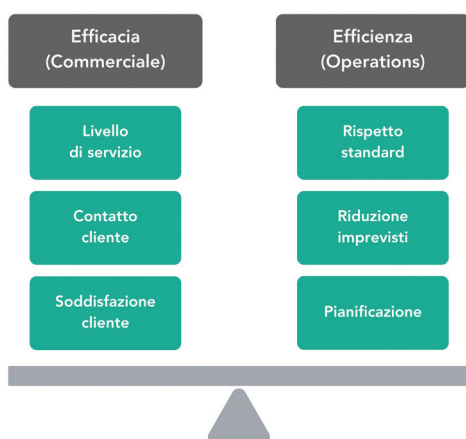 Efficacia
(Commerciale)
Livello
di servizio
Contatto
cliente
Soddisfazione
cliente
Efficienza
(Operations)
Rispetto
standard
Riduzione
imprevisti
Pianificazione